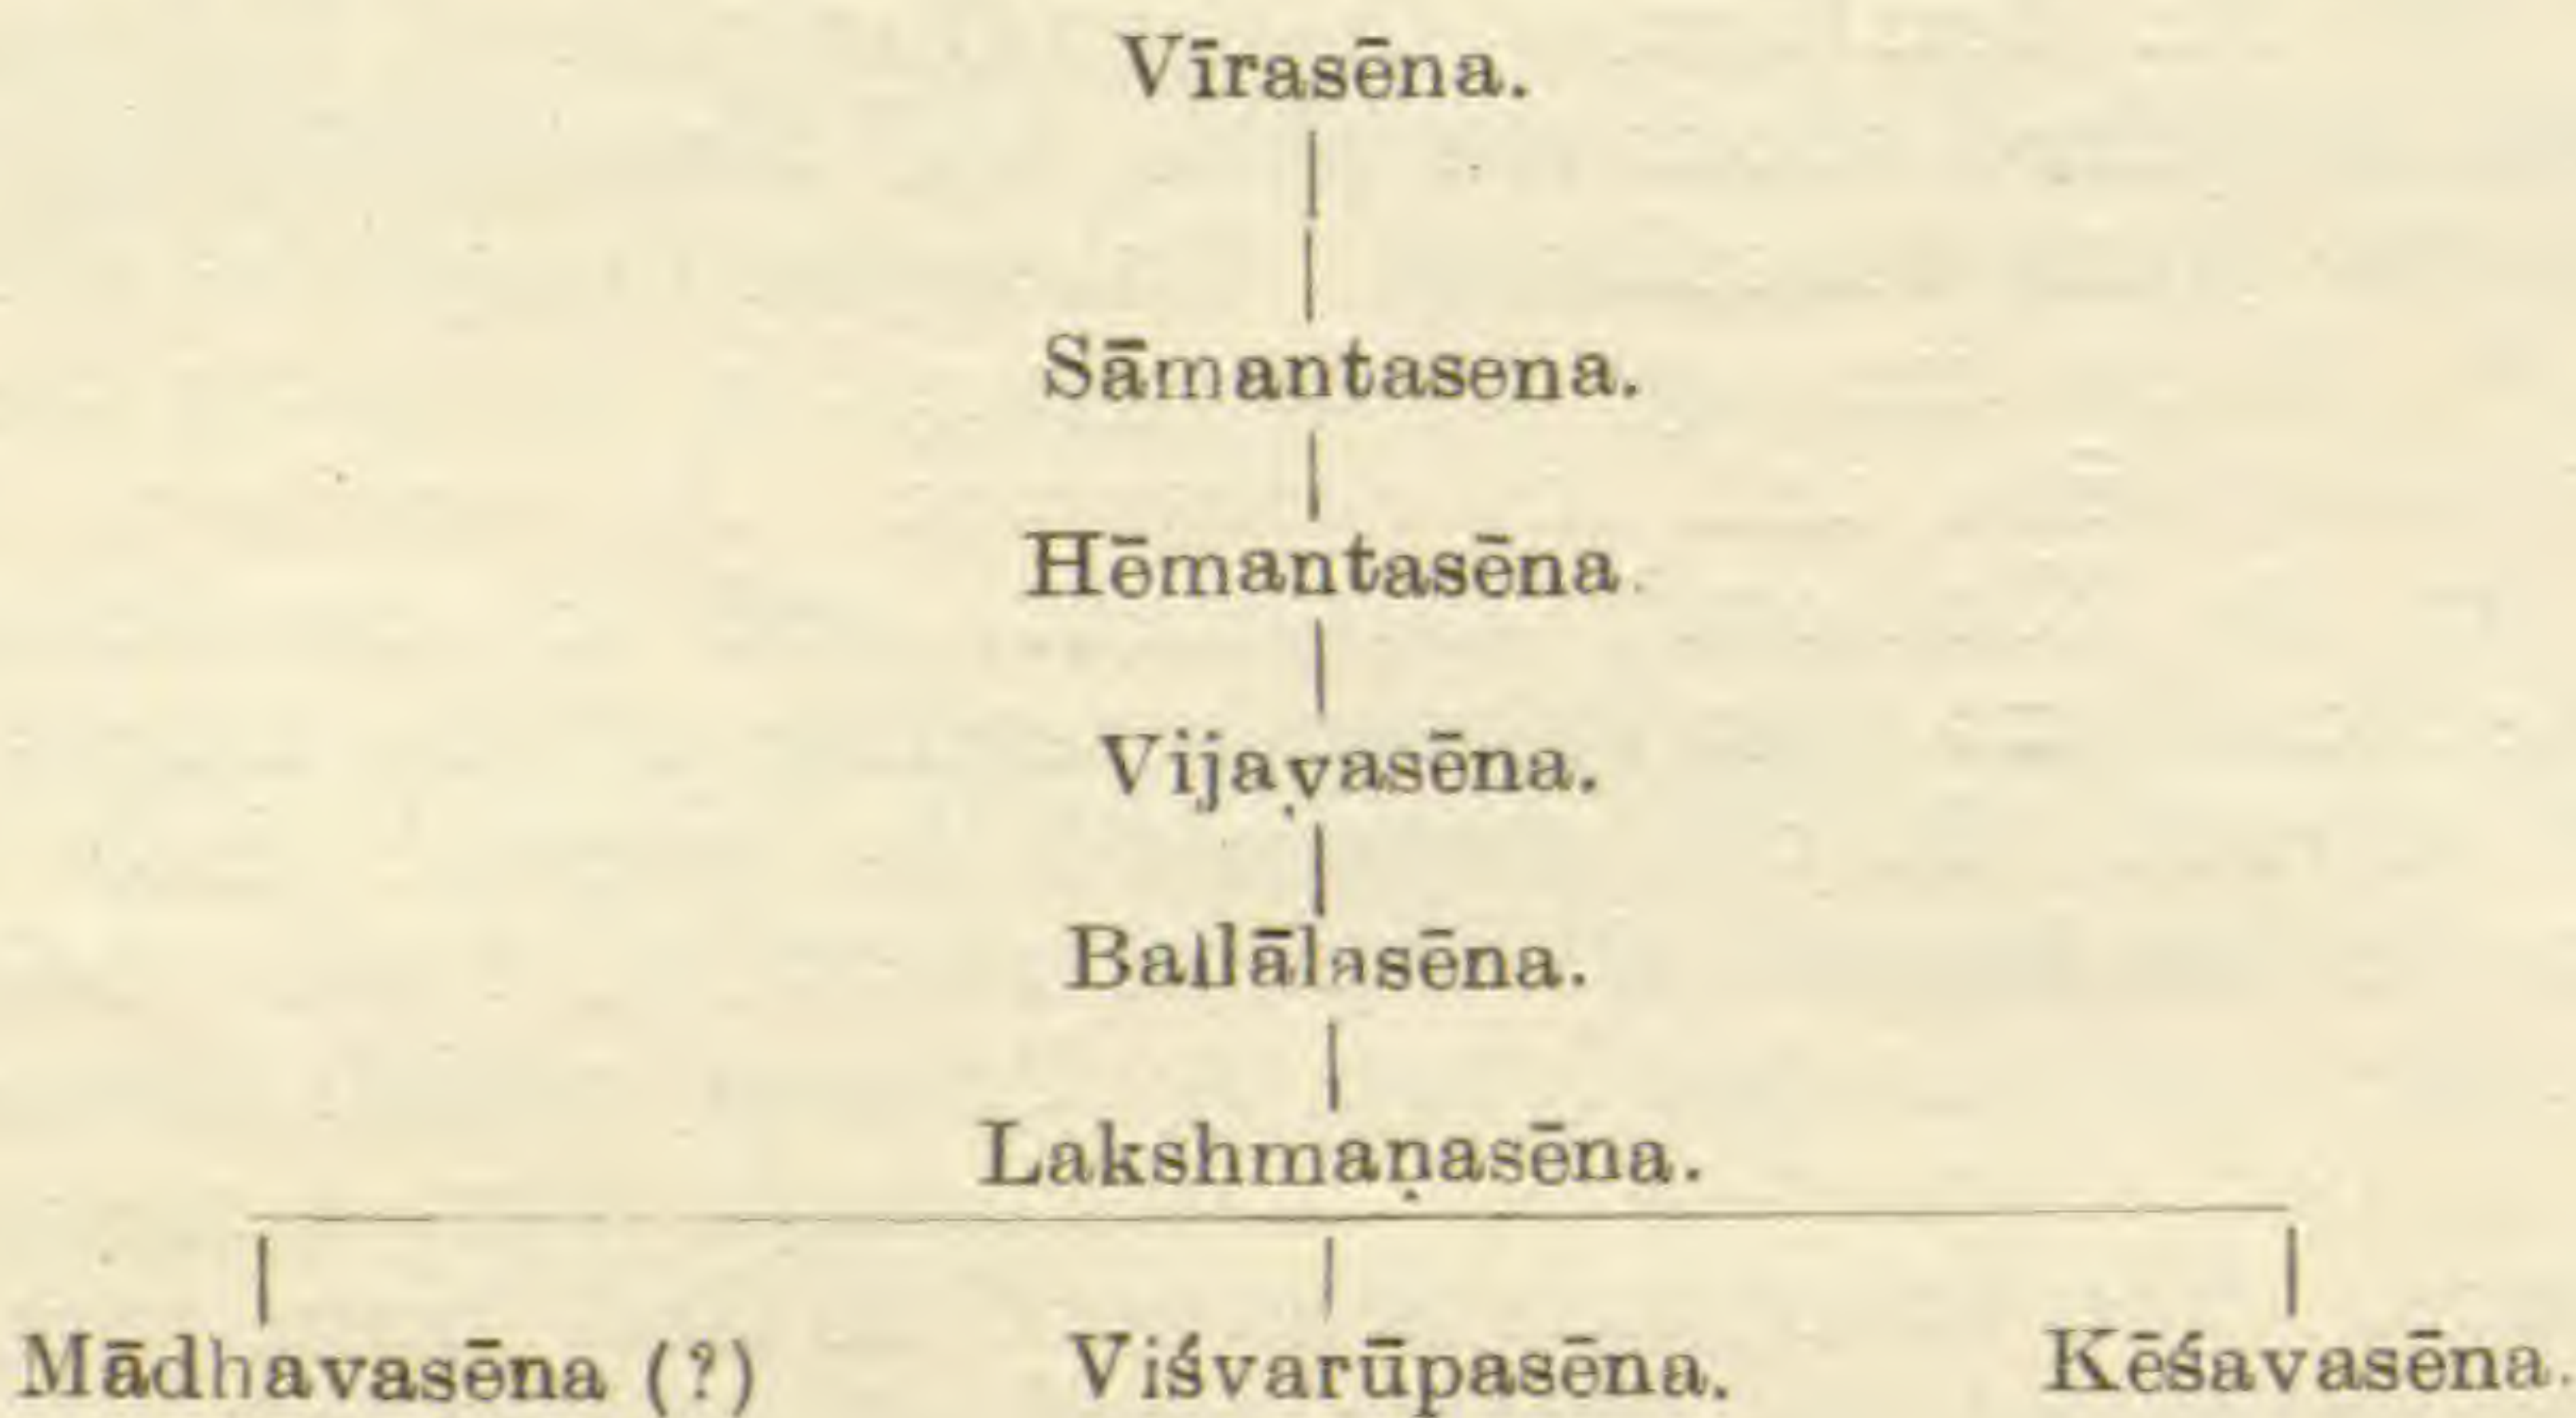 Vīrasēna.
Sāmantasena.
Hēmantasēna.
Vijayasēna.
Ballālasēna.
Lakshmaṇasēna.
Mādhavasēna (?) Viśvarūpasēna. Kēśavasēna.